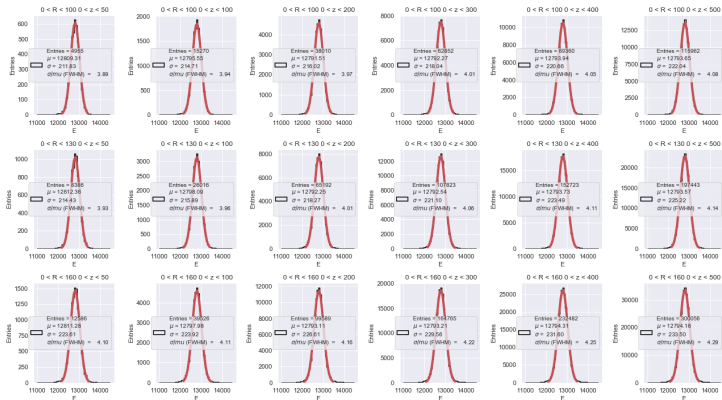 0 < R < 100 0 < z < 50
0 < R < 100 0 < z < 100
0 < R < 100 0 < z < 200
0 < R < 100 0 < z < 300
0 < R < 100 0 < z < 400
0 < R < 100 0 < z < 500
Entries = 4955
μ = 12809.31
σ = 211.83
σ/mu (FWHM) = 3.89
Entries = 15270
μ = 12795.55
σ = 214.71
σ/mu (FWHM) = 3.94
Entries = 38010
μ = 12791.51
σ = 216.02
σ/mu (FWHM) = 3.97
Entries = 62852
μ = 12792.27
σ = 218.04
σ/mu (FWHM) = 4.01
Entries = 89360
μ = 12793.94
σ = 220.86
σ/mu (FWHM) = 4.05
Entries = 115962
μ = 12793.65
σ = 222.04
σ/mu (FWHM) = 4.08
0 < R < 130 0 < z < 50
0 < R < 130 0 < z < 100
0 < R < 130 0 < z < 200
0 < R < 130 0 < z < 300
0 < R < 130 0 < z < 400
0 < R < 130 0 < z < 500
Entries = 8386
μ = 12812.36
σ = 214.43
σ/mu (FWHM) = 3.93
Entries = 26016
μ = 12798.09
σ = 215.89
σ/mu (FWHM) = 3.96
Entries = 65192
μ = 12792.25
σ = 218.27
σ/mu (FWHM) = 4.01
Entries = 107823
μ = 12792.54
σ = 221.10
σ/mu (FWHM) = 4.06
Entries = 152723
μ = 12793.73
σ = 223.49
σ/mu (FWHM) = 4.11
Entries = 197443
μ = 12793.57
σ = 225.22
σ/mu (FWHM) = 4.14
0 < R < 160 0 < z < 50
0 < R < 160 0 < z < 100
0 < R < 160 0 < z < 200
0 < R < 160 0 < z < 300
0 < R < 160 0 < z < 400
0 < R < 160 0 < z < 500
Entries = 12586
μ = 12811.28
σ = 223.61
σ/mu (FWHM) = 4.10
Entries = 39526
μ = 12797.98
σ = 223.92
σ/mu (FWHM) = 4.11
Entries = 99589
μ = 12793.11
σ = 226.61
σ/mu (FWHM) = 4.16
Entries = 164765
μ = 12793.21
σ = 229.56
σ/mu (FWHM) = 4.22
Entries = 232482
μ = 12794.31
σ = 231.60
σ/mu (FWHM) = 4.25
Entries = 300056
μ = 12794.16
σ = 233.50
σ/mu (FWHM) = 4.29